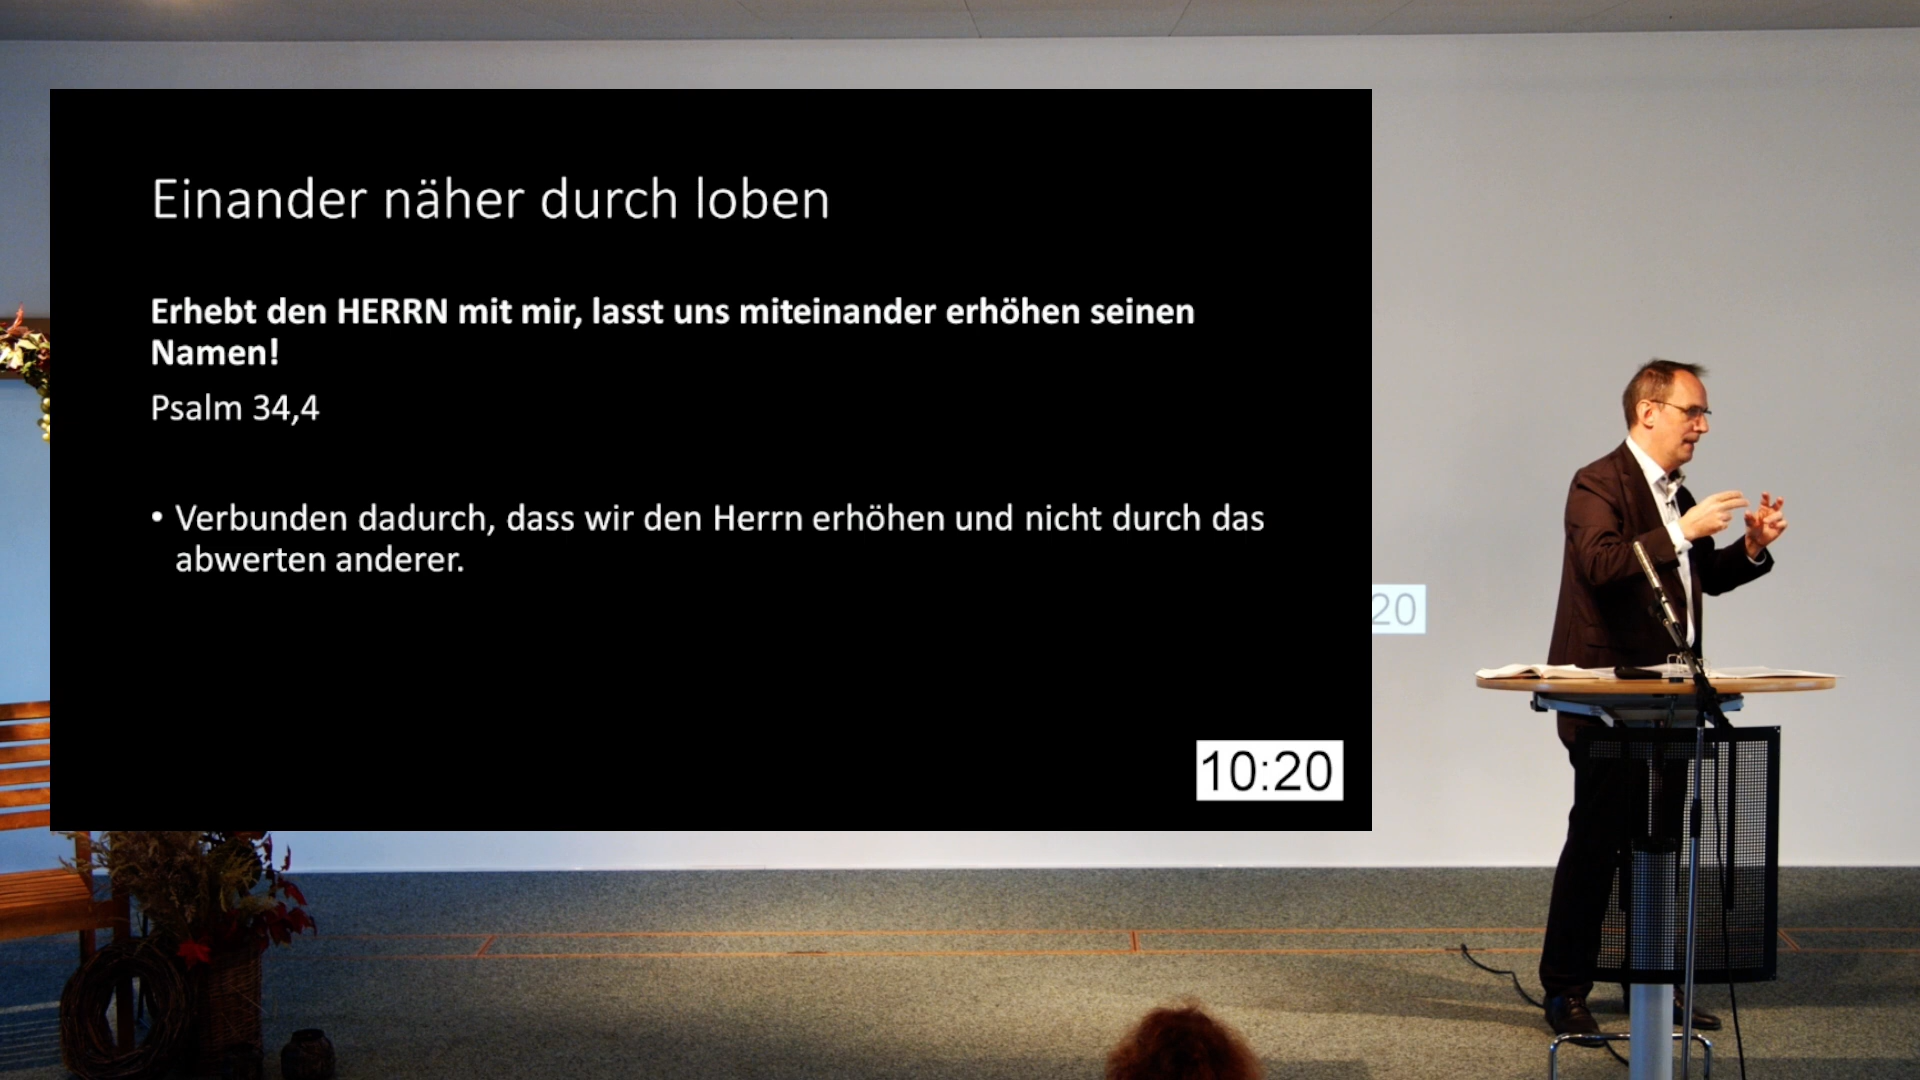 Einander näher durch loben
Erhebt den HERRN mit mir, lasst uns miteinander erhöhen seinen
Namen!
Psalm 34,4
• Verbunden dadurch, dass wir den Herrn erhöhen und nicht durch das
abwerten anderer.
20
10:20